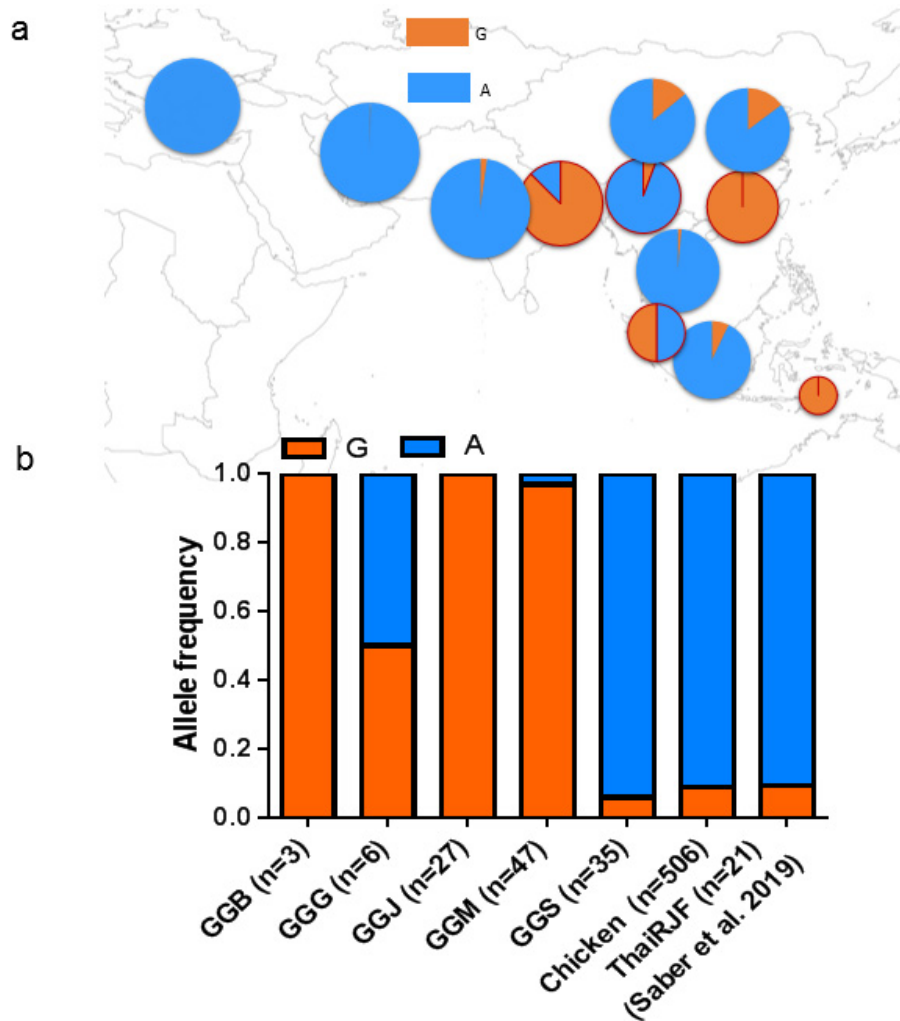 a
G
A
b
G
A
Allele frequency
1.0
0.8
0.6
0.4
0.2
0.0
GGB (n=3)
GGG (n=6)
GGJ (n=27)
GGM (n=47)
GGS (n=35)
Chicken (n=506)
ThaiRJF (n=21)
(Saber et al. 2019)